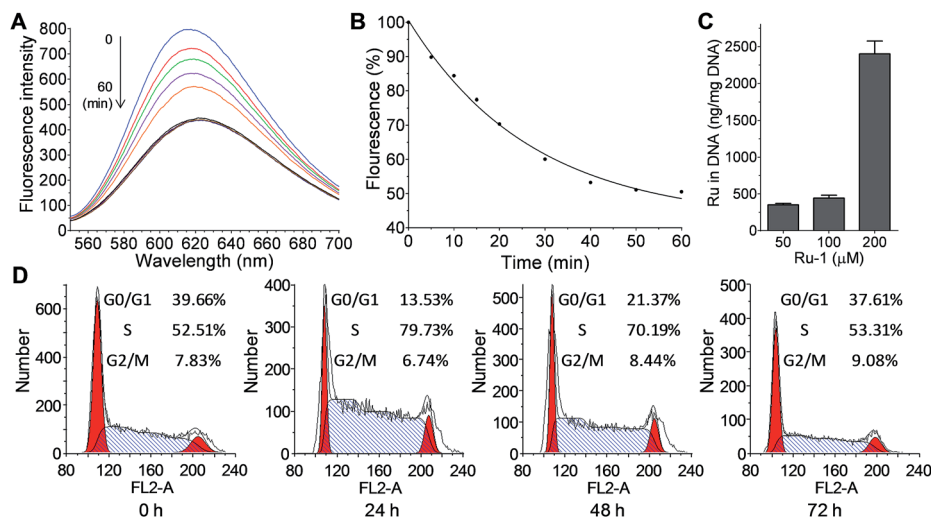 A
Fluorescence intensity
800
700
600
500
400
300
200
100
0
0
60
(min)
560 580 600 620 640 660 680 700
Wavelength (nm)
B
Flourescence (%)
100
90
80
70
60
50
40
0 10 20 30 40 50 60
Time (min)
C
Ru in DNA (ng/mg DNA)
2500
2000
1500
1000
500
0
50 100 200
Ru-1 (μM)
D
Number
600
400
200
0
G0/G1 39.66%
S 52.51%
G2/M 7.83%
80 120 160 200 240
FL2-A
0 h
Number
400
300
200
100
0
G0/G1 13.53%
S 79.73%
G2/M 6.74%
80 120 160 200 240
FL2-A
24 h
Number
500
400
300
200
100
0
G0/G1 21.37%
S 70.19%
G2/M 8.44%
80 120 160 200 240
FL2-A
48 h
Number
500
400
300
200
100
0
G0/G1 37.61%
S 53.31%
G2/M 9.08%
80 120 160 200 240
FL2-A
72 h